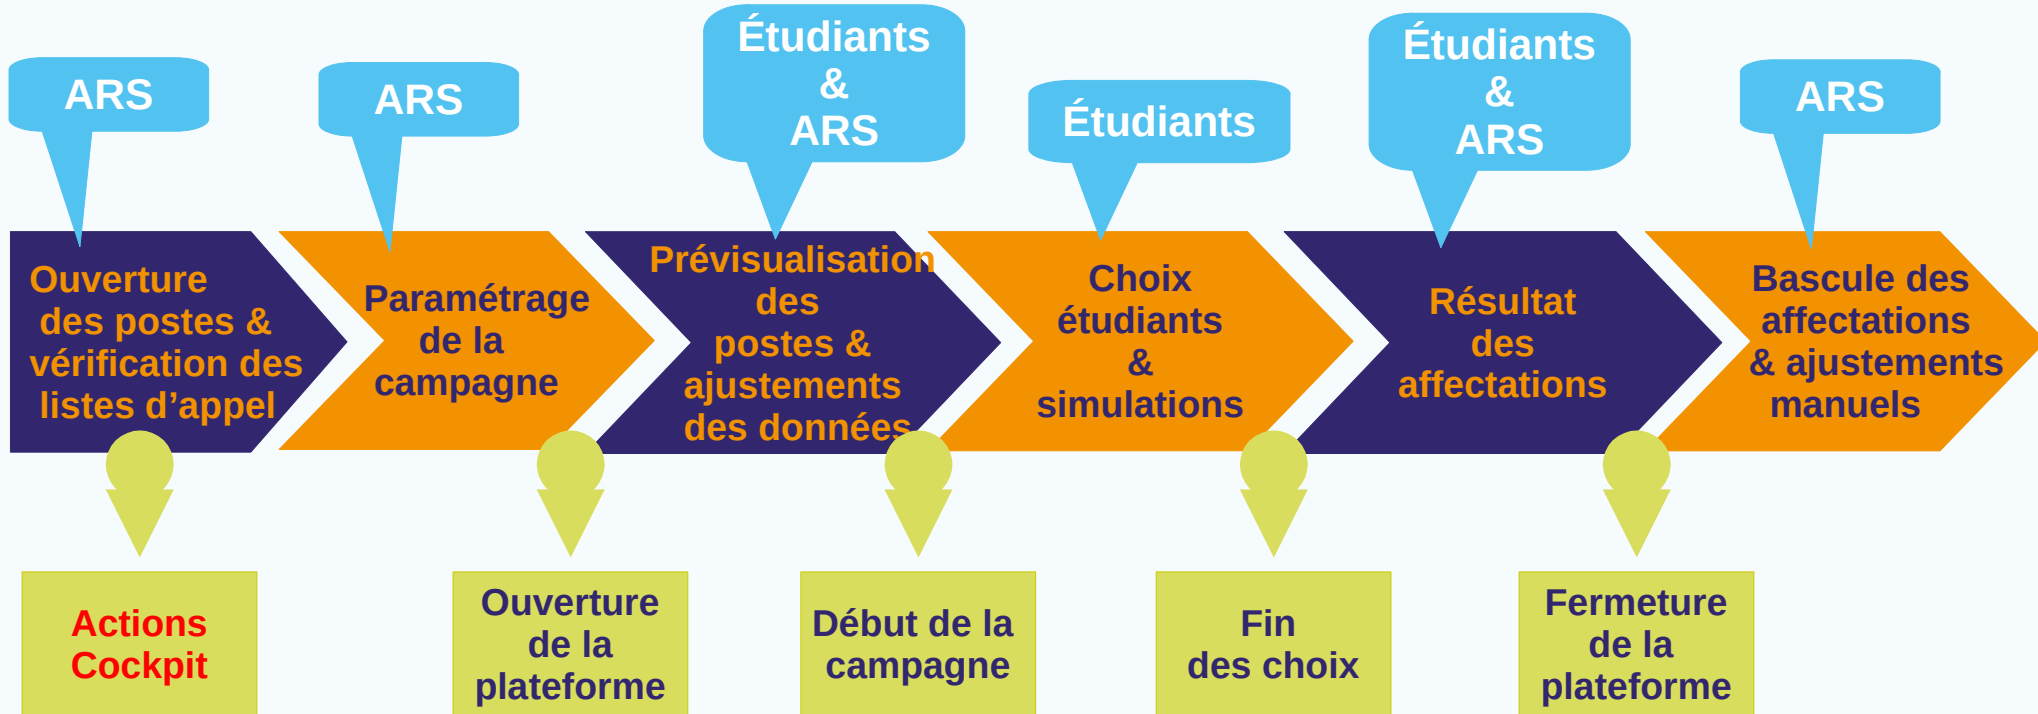 ARS
ARS
Étudiants
&
ARS
Étudiants
Étudiants
&
ARS
ARS
Ouverture
des postes &
vérification des
listes d’appel
Paramétrage
de la
campagne
Prévisualisation
des
postes &
ajustements
des données
Choix
étudiants
&
simulations
Résultat
des
affectations
Bascule des
affectations
& ajustements
manuels
Actions
Cockpit
Ouverture
de la
plateforme
Début de la
campagne
Fin
des choix
Fermeture
de la
plateforme